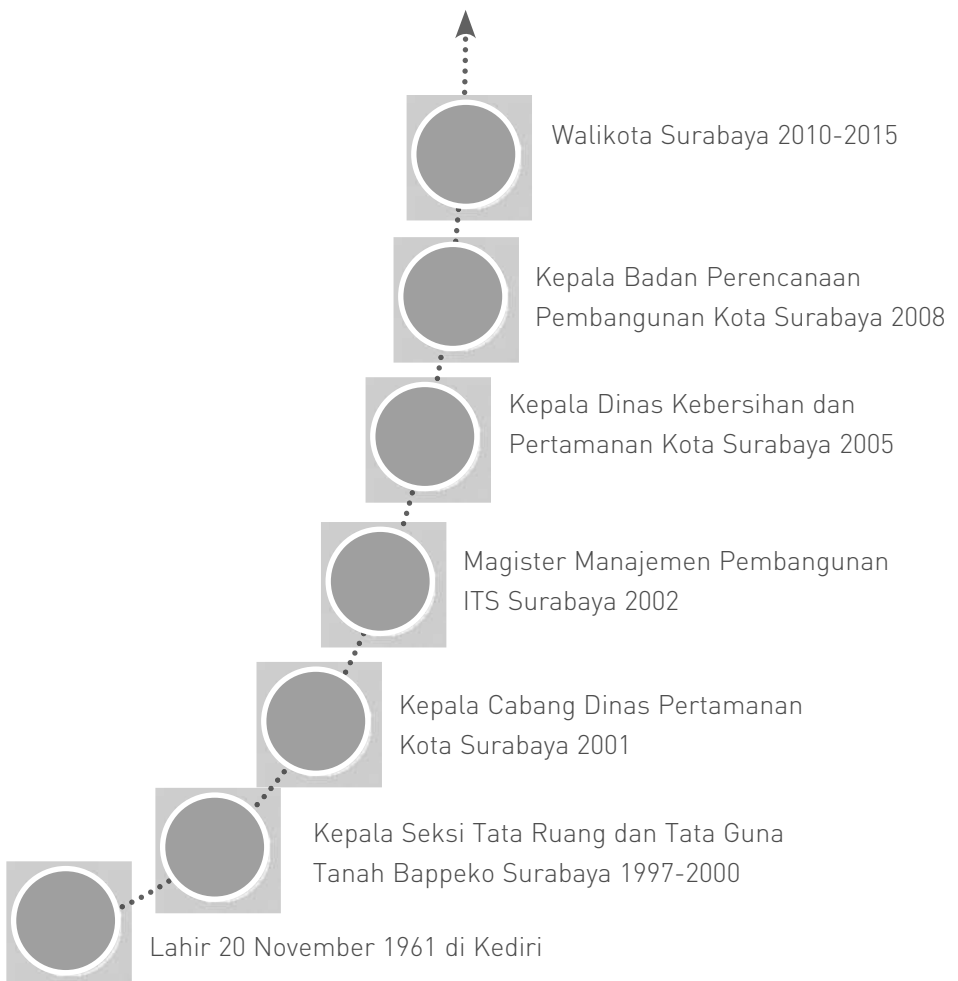 Walikota Surabaya 2010-2015
Kepala Badan Perencanaan
Pembangunan Kota Surabaya 2008
Kepala Dinas Kebersihan dan
Pertamanan Kota Surabaya 2005
Magister Manajemen Pembangunan
ITS Surabaya 2002
Kepala Cabang Dinas Pertamanan
Kota Surabaya 2001
Kepala Seksi Tata Ruang dan Tata Guna
Tanah Bappeko Surabaya 1997-2000
Lahir 20 November 1961 di Kediri